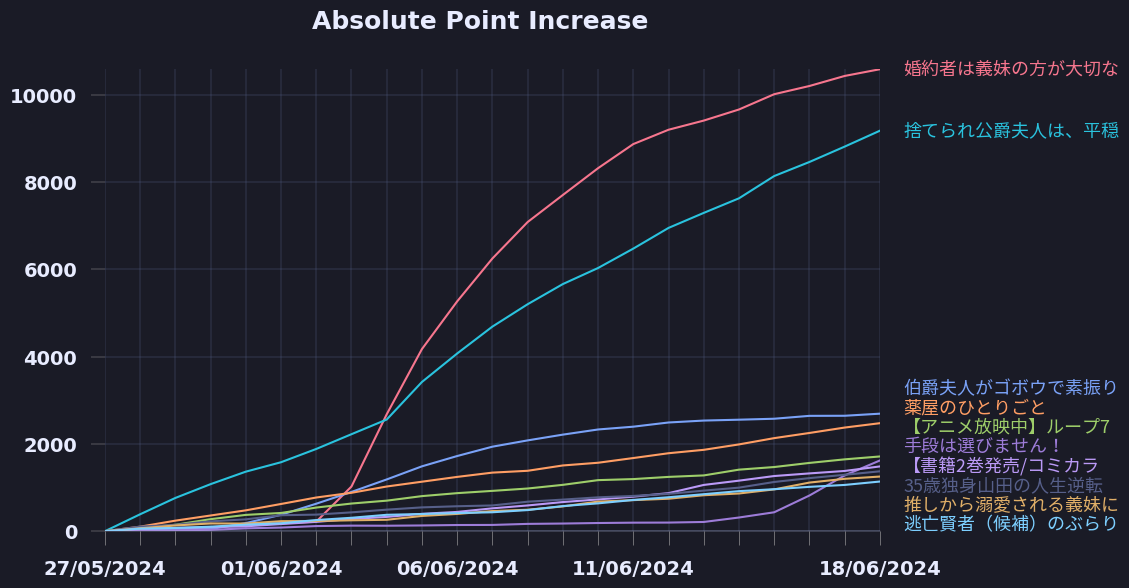 Absolute Point Increase
10000
8000
6000
4000
2000
0
27/05/2024
01/06/2024
06/06/2024
11/06/2024
18/06/2024
婚約者は義妹の方が大切な
捨てられ公爵夫人は、平穏
伯爵夫人がゴボウで素振り
薬屋のひとりごと
【アニメ放映中】ループ7
手段は選びません！
【書籍2巻発売/コミカラ
35歳独身山田の人生逆転
推しから溺愛される義妹に
逃亡賢者（候補）のぶらり